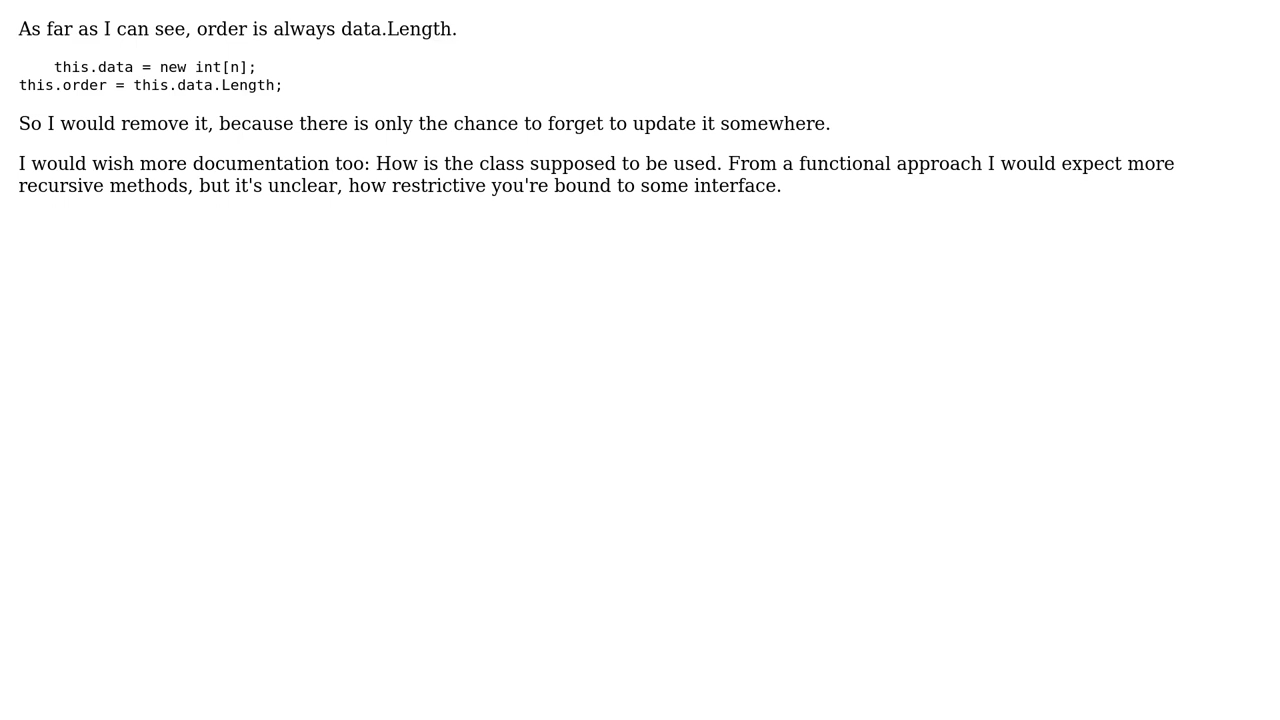 As far as I can see, order is always data.Length.
    this.data = new int[n];
this.order = this.data.Length;
So I would remove it, because there is only the chance to forget to update it somewhere.
I would wish more documentation too: How is the class supposed to be used. From a functional approach I would expect more
recursive methods, but it's unclear, how restrictive you're bound to some interface.